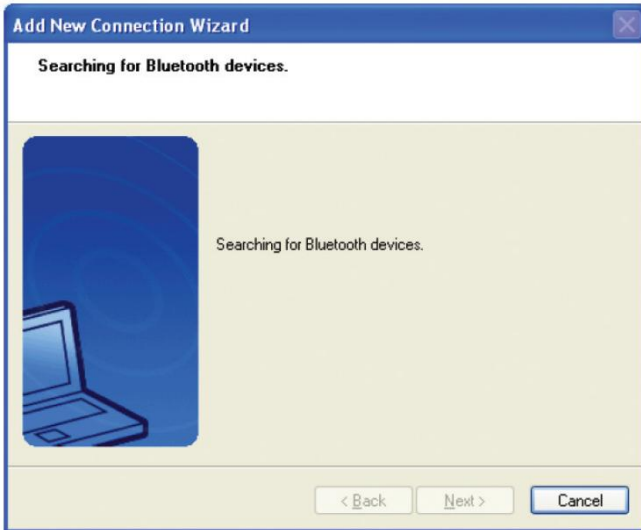 Add New Connection Wizard
Searching for Bluetooth devices.
Searching for Bluetooth devices.
< Back
Next >
Cancel